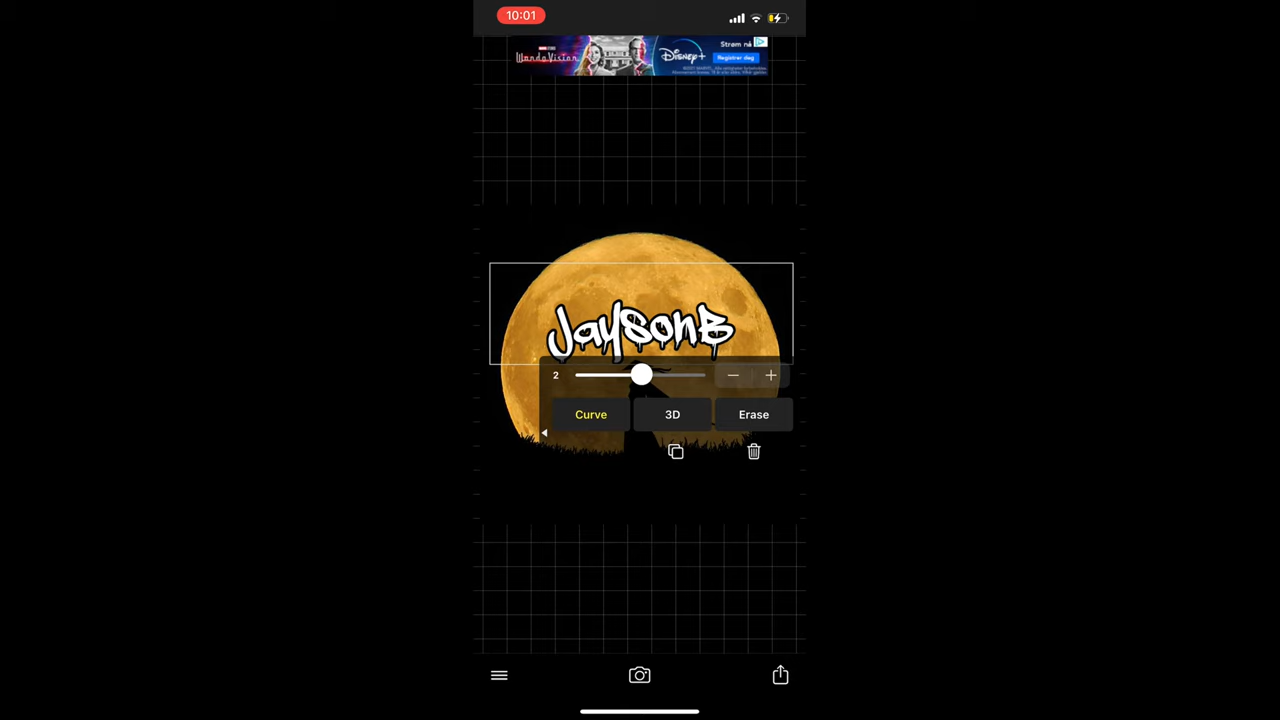 10:01
WandaVision
Disney+
Strøm nå
Registrer deg
JaysonB
2
Curve
3D
Erase